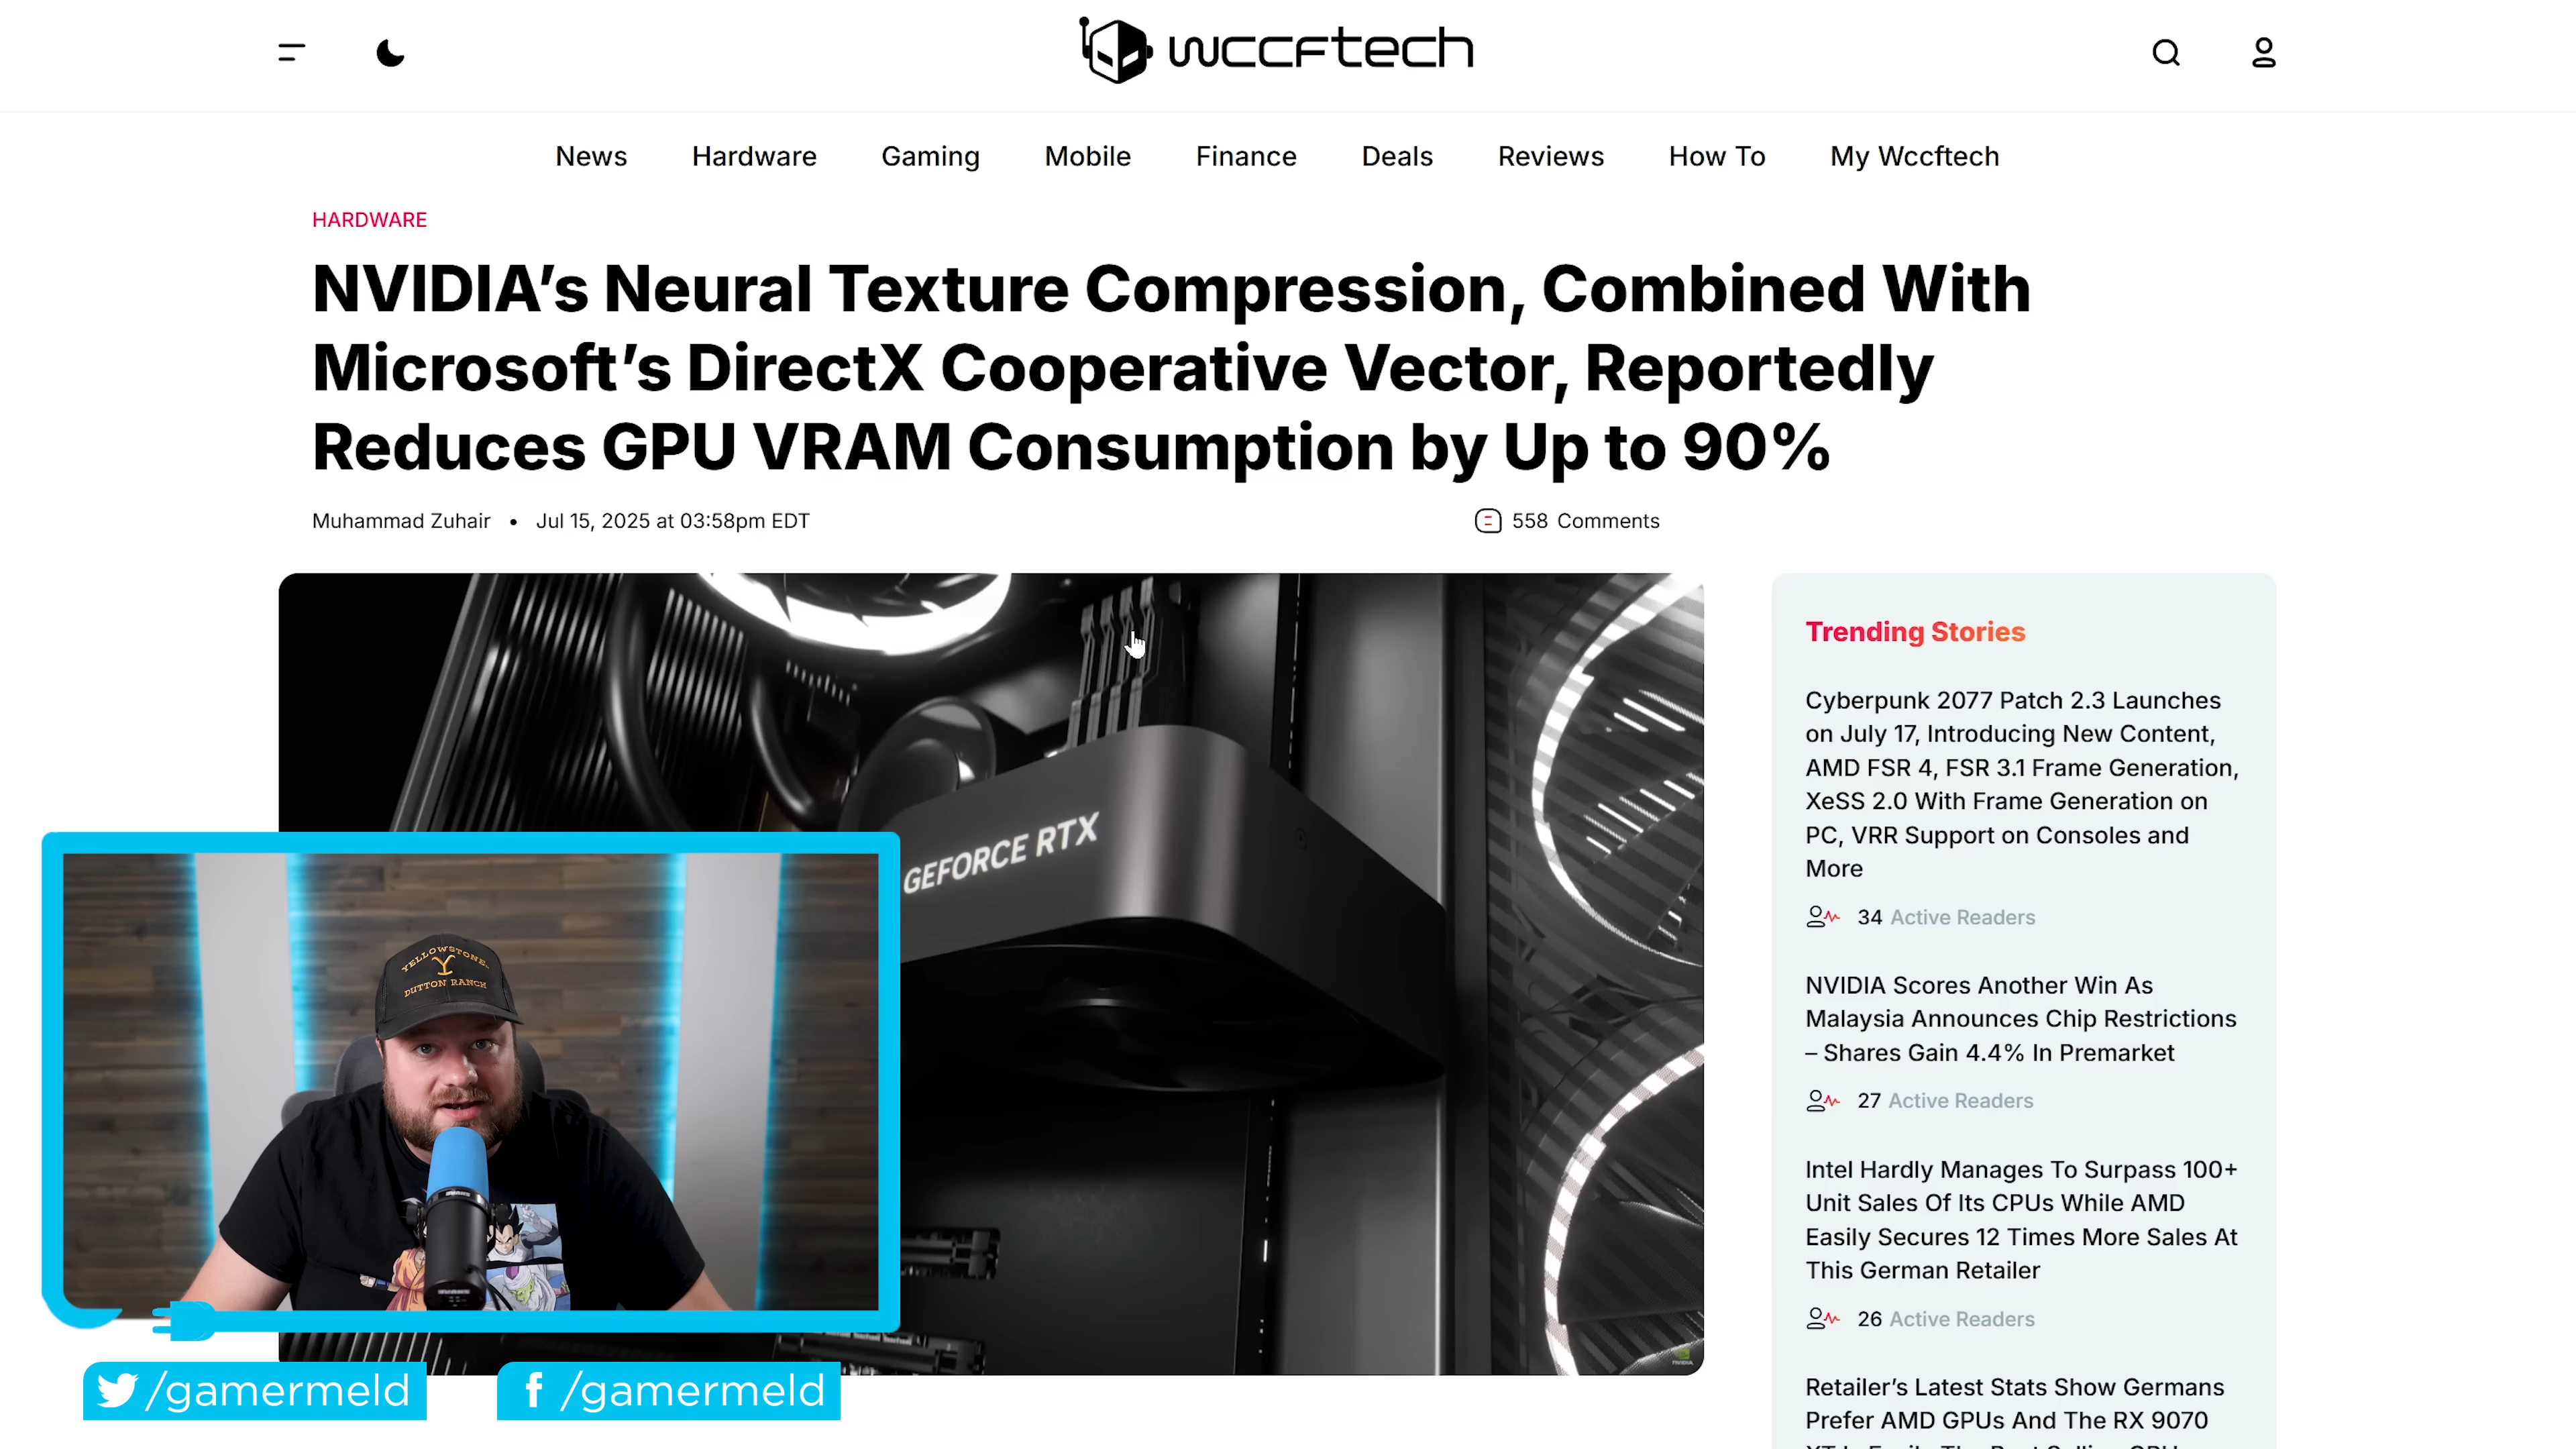 wccftech
News Hardware Gaming Mobile Finance Deals Reviews How To My Wccftech
HARDWARE
NVIDIA’s Neural Texture Compression, Combined With
Microsoft’s DirectX Cooperative Vector, Reportedly
Reduces GPU VRAM Consumption by Up to 90%
Muhammad Zuhair • Jul 15, 2025 at 03:58pm EDT
558 Comments
GEFORCE RTX
NVIDIA
YELLOWSTONE
Y
DUTTON RANCH
/gamermeld
/gamermeld
Trending Stories
Cyberpunk 2077 Patch 2.3 Launches
on July 17, Introducing New Content,
AMD FSR 4, FSR 3.1 Frame Generation,
XeSS 2.0 With Frame Generation on
PC, VRR Support on Consoles and
More
34 Active Readers
NVIDIA Scores Another Win As
Malaysia Announces Chip Restrictions
– Shares Gain 4.4% In Premarket
27 Active Readers
Intel Hardly Manages To Surpass 100+
Unit Sales Of Its CPUs While AMD
Easily Secures 12 Times More Sales At
This German Retailer
26 Active Readers
Retailer’s Latest Stats Show Germans
Prefer AMD GPUs And The RX 9070